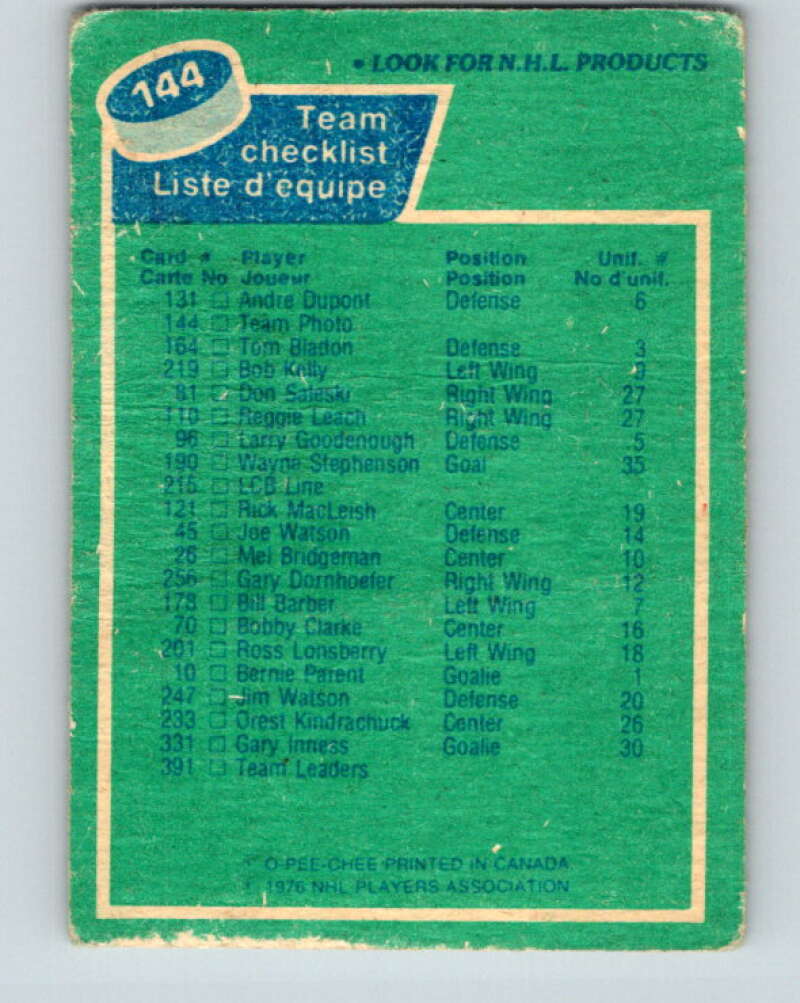 144
• LOOK FOR N.H.L. PRODUCTS
Team
checklist
Liste d'équipe
Card # Player Position Unif. #
Carte No Joueur Position No d'unif.
131 □ Andre Dupont Defense 6
144 □ Team Photo
164 □ Tom Bladon Defense 3
219 □ Bob Kelly Left Wing 9
81 □ Don Saleski Right Wing 27
110 □ Reggie Leach Right Wing 27
96 □ Larry Goodenough Defense 5
190 □ Wayne Stephenson Goal 35
215 □ LCB Line
121 □ Rick MacLeish Center 19
45 □ Joe Watson Defense 14
26 □ Mel Bridgeman Center 10
256 □ Gary Dornhoefer Right Wing 12
178 □ Bill Barber Left Wing 7
70 □ Bobby Clarke Center 16
201 □ Ross Lonsberry Left Wing 18
10 □ Bernie Parent Goalie 1
247 □ Jim Watson Defense 20
233 □ Orest Kindrachuck Center 26
331 □ Gary Inness Goalie 30
391 □ Team Leaders
O-PEE-CHEE PRINTED IN CANADA
1976 NHL PLAYERS ASSOCIATION